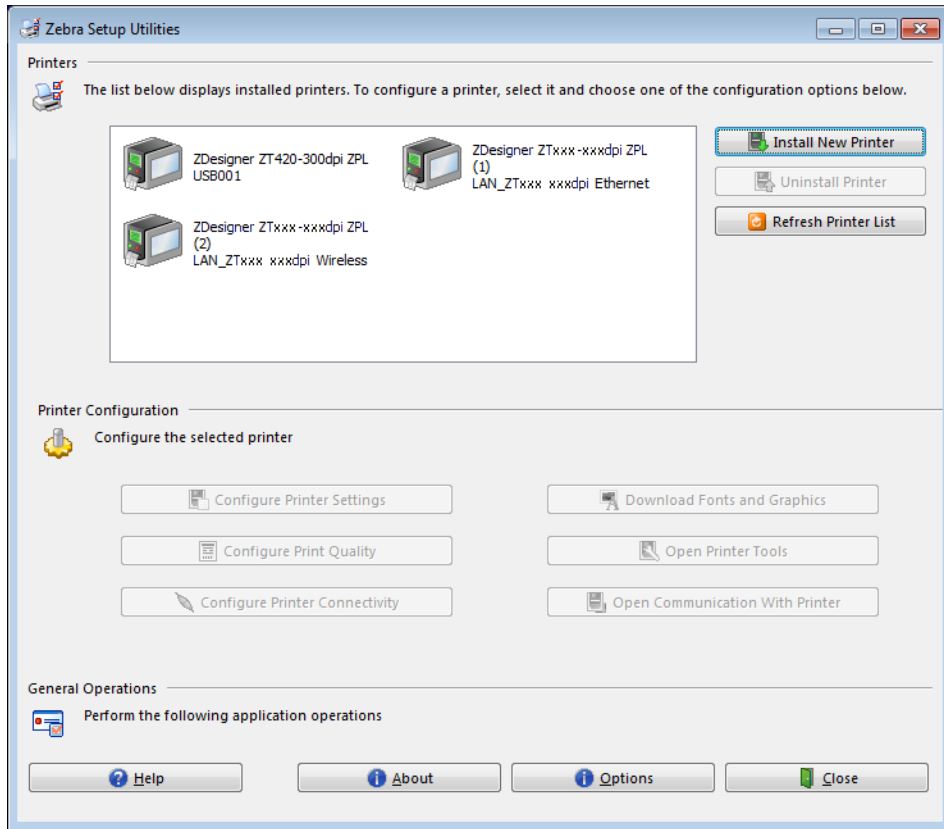 Zebra Setup Utilities
Printers
The list below displays installed printers. To configure a printer, select it and choose one of the configuration options below.
ZDesigner ZT420-300dpi ZPL
USB001
ZDesigner ZTxxx-xxxdpi ZPL
(1)
LAN_ZTxxx xxxdpi Ethernet
ZDesigner ZTxxx-xxxdpi ZPL
(2)
LAN_ZTxxx xxxdpi Wireless
Install New Printer
Uninstall Printer
Refresh Printer List
Printer Configuration
Configure the selected printer
Configure Printer Settings
Download Fonts and Graphics
Configure Print Quality
Open Printer Tools
Configure Printer Connectivity
Open Communication With Printer
General Operations
Perform the following application operations
Help
About
Options
Close